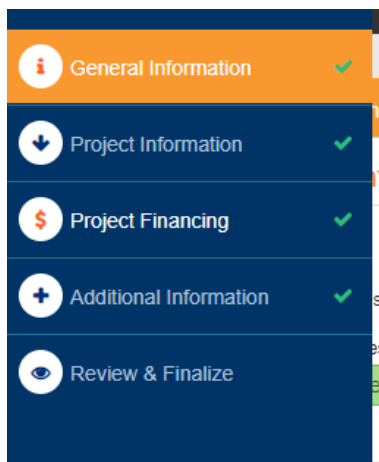 General Information
Project Information
Project Financing
Additional Information
Review & Finalize